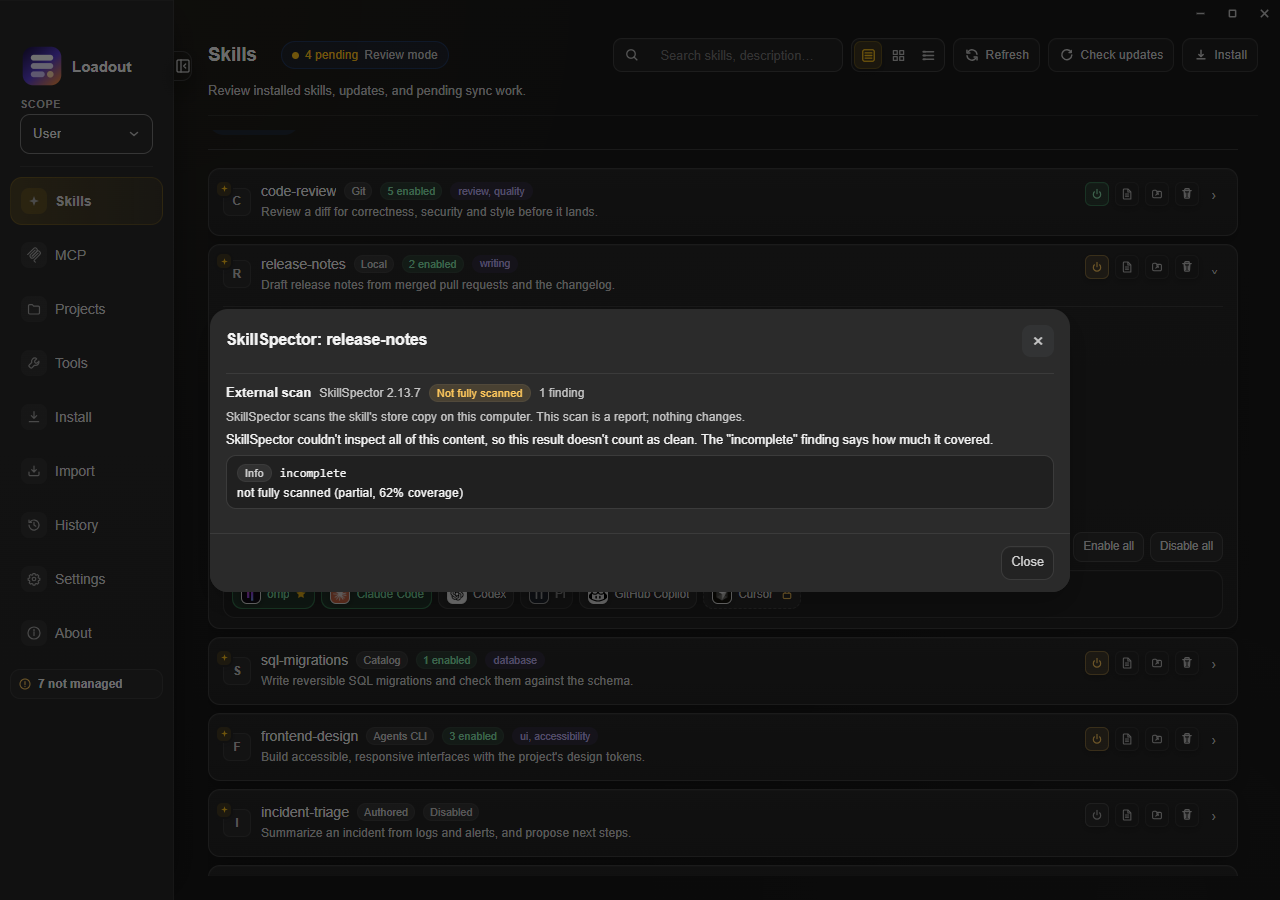 Loadout
SCOPE
User
Skills
MCP
Projects
Tools
Install
Import
History
Settings
About
7 not managed
Skills
4 pending Review mode
Search skills, description…
Refresh
Check updates
Install
Review installed skills, updates, and pending sync work.
C
code-review Git 5 enabled review, quality
Review a diff for correctness, security and style before it lands.
R
release-notes Local 2 enabled writing
Draft release notes from merged pull requests and the changelog.
SkillSpector: release-notes
External scan SkillSpector 2.13.7 Not fully scanned 1 finding
SkillSpector scans the skill's store copy on this computer. This scan is a report; nothing changes.
SkillSpector couldn't inspect all of this content, so this result doesn't count as clean. The "incomplete" finding says how much it covered.
Info incomplete
not fully scanned (partial, 62% coverage)
Close
Enable all
Disable all
omp
Claude Code
Codex
Pi
GitHub Copilot
Cursor
S
sql-migrations Catalog 1 enabled database
Write reversible SQL migrations and check them against the schema.
F
frontend-design Agents CLI 3 enabled ui, accessibility
Build accessible, responsive interfaces with the project's design tokens.
I
incident-triage Authored Disabled
Summarize an incident from logs and alerts, and propose next steps.